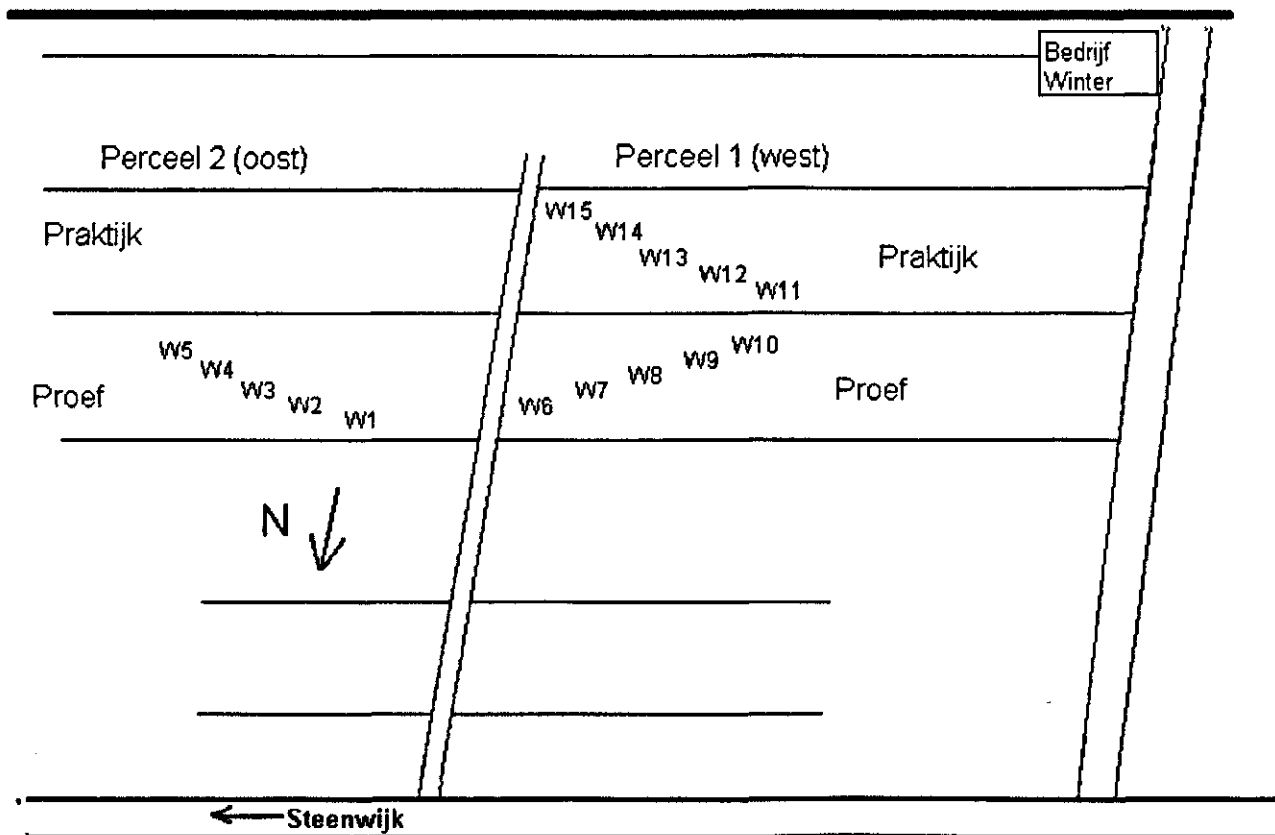 Bedrijf
Winter
Perceel 2 (oost)
Perceel 1 (west)
Praktijk
W15
W14
W13
W12
W11
Praktijk
Proef
W5
W4
W3
W2
W1
W6
W7
W8
W9
W10
Proef
N
Steenwijk